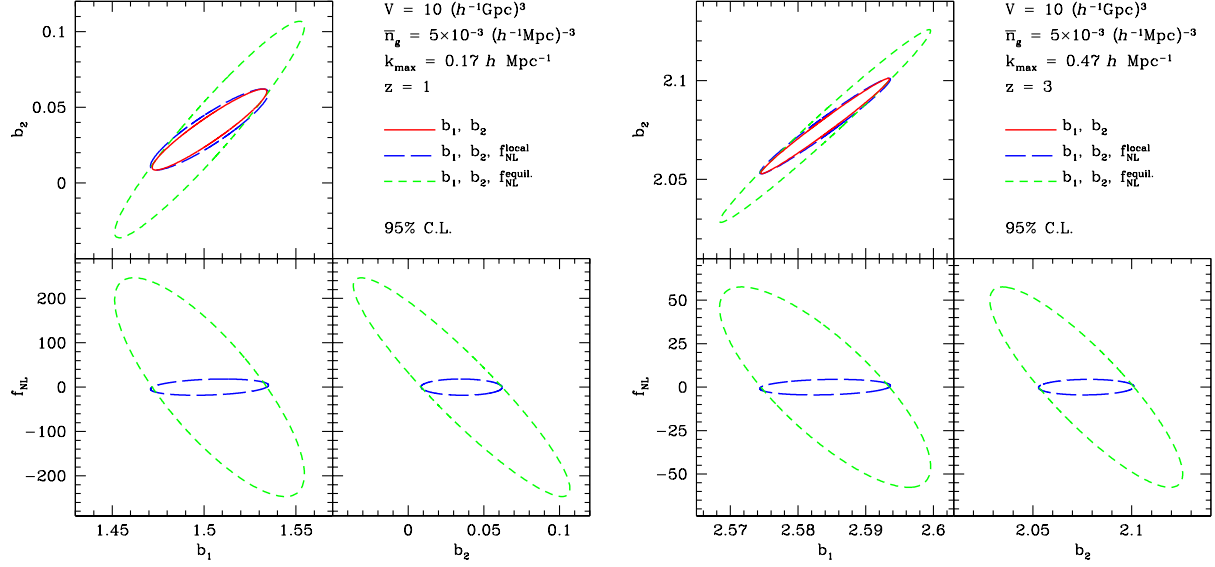 V = 10 (h⁻¹Gpc)³
n̅g = 5×10⁻³ (h⁻¹Mpc)⁻³
kmax = 0.17 h Mpc⁻¹
z = 1
b₁, b₂
b₁, b₂, f_NL^local
b₁, b₂, f_NL^equil.
95% C.L.
0.1
0.05
0
b₂
200
100
0
−100
−200
f_NL
1.45 1.5 1.55
b₁
0 0.05 0.1
b₂
V = 10 (h⁻¹Gpc)³
n̅g = 5×10⁻³ (h⁻¹Mpc)⁻³
kmax = 0.47 h Mpc⁻¹
z = 3
b₁, b₂
b₁, b₂, f_NL^local
b₁, b₂, f_NL^equil.
95% C.L.
2.1
2.05
b₂
50
25
0
−25
−50
f_NL
2.57 2.58 2.59 2.6
b₁
2.05 2.1
b₂